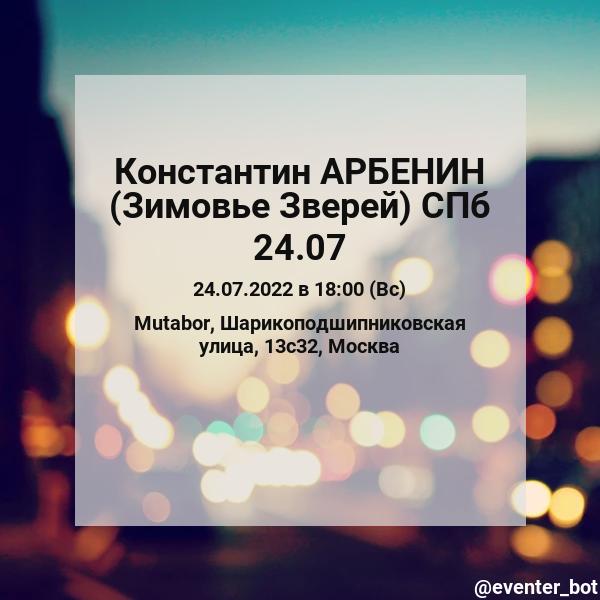 Константин АРБЕНИН
(Зимовье Зверей) СПб
24.07
24.07.2022 в 18:00 (Вс)
Mutabor, Шарикоподшипниковская
улица, 13с32, Москва
@eventer_bot